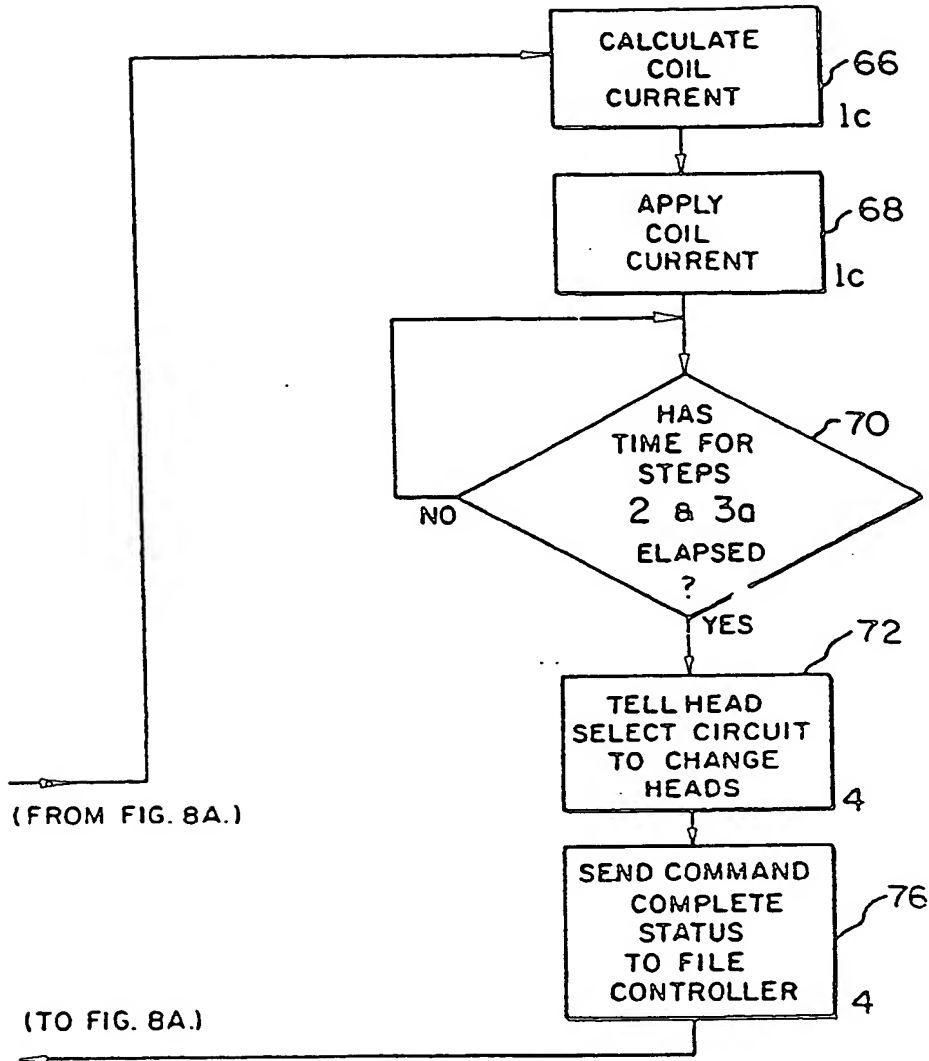 CALCULATE
COIL
CURRENT
66
1c
APPLY
COIL
CURRENT
68
1c
HAS
TIME FOR
STEPS
2 & 3a
ELAPSED
?
70
NO
YES
72
TELL HEAD
SELECT CIRCUIT
TO CHANGE
HEADS
4
(FROM FIG. 8A.)
SEND COMMAND
COMPLETE
STATUS
TO FILE
CONTROLLER
76
4
(TO FIG. 8A.)